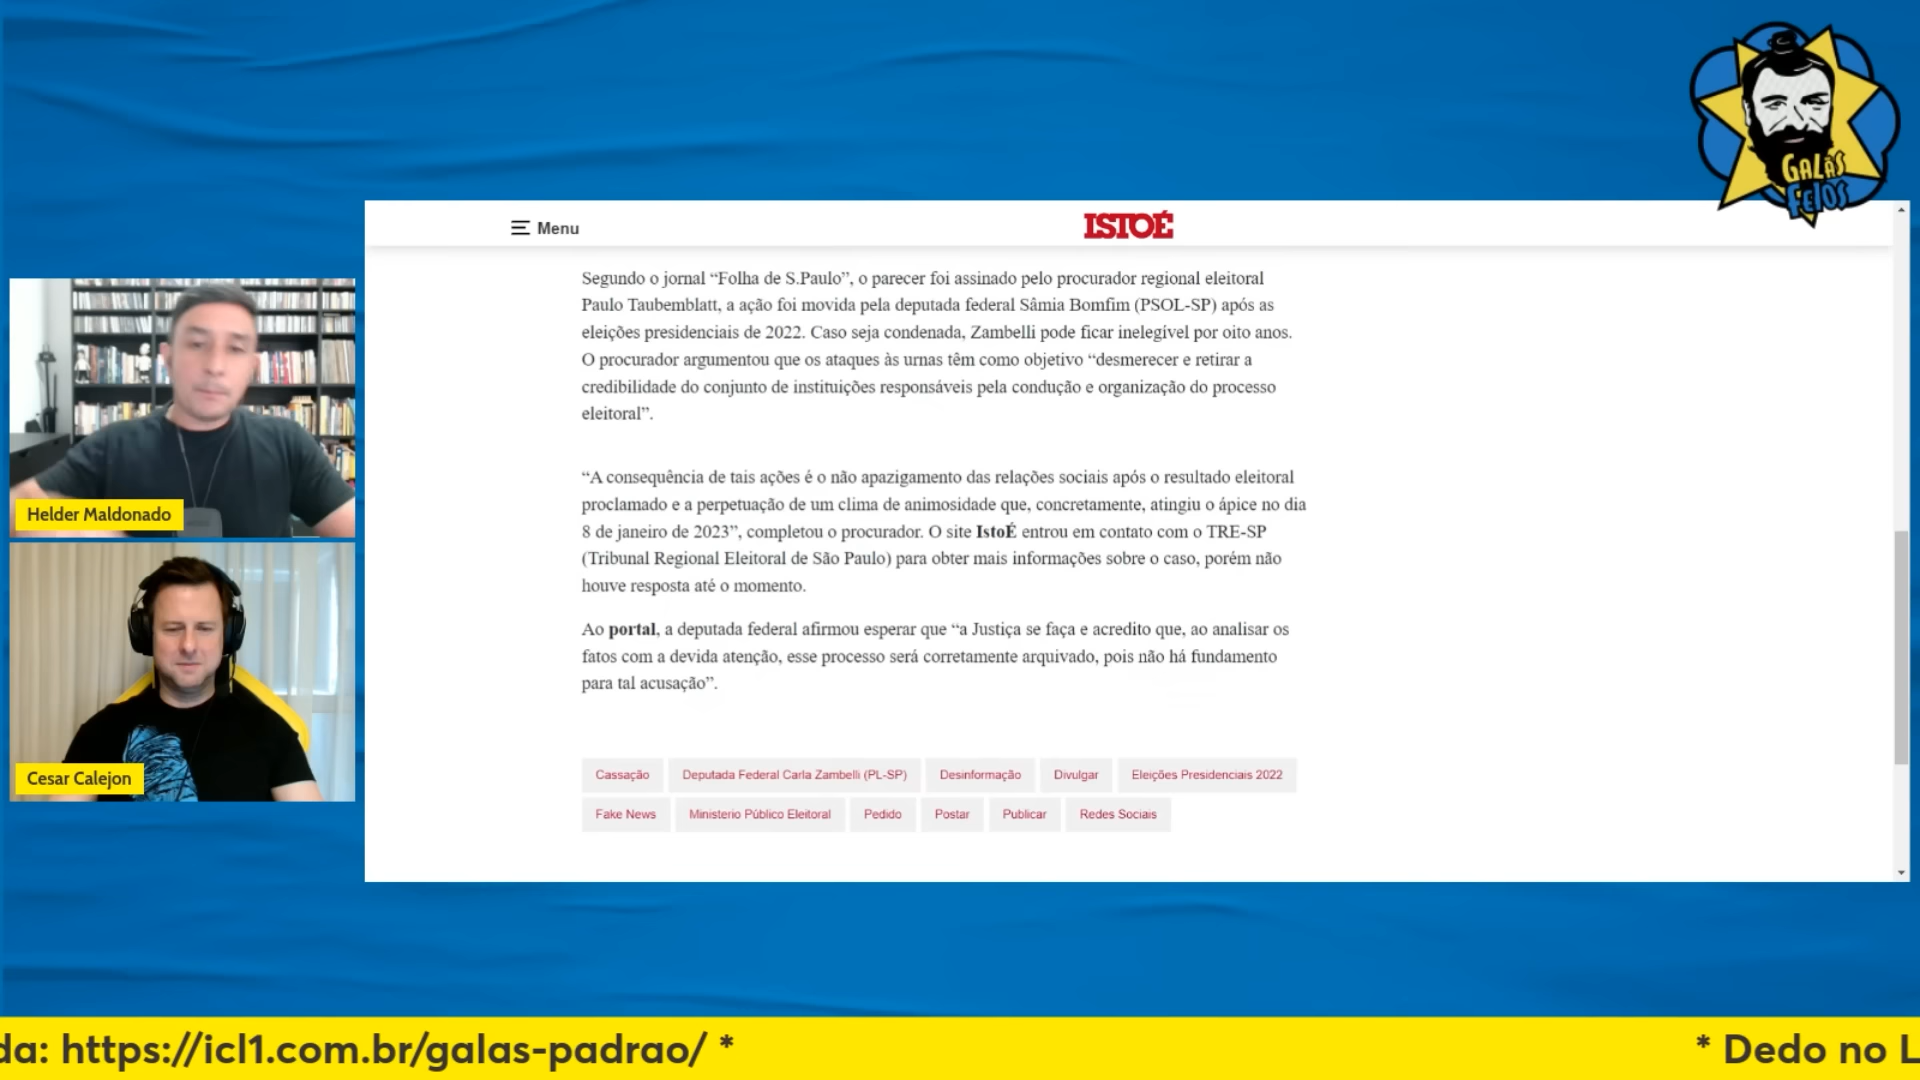 GALÃS
FEIOS
Menu
ISTOÉ
Segundo o jornal “Folha de S.Paulo”, o parecer foi assinado pelo procurador regional eleitoral
Paulo Taubemblatt, a ação foi movida pela deputada federal Sâmia Bomfim (PSOL-SP) após as
eleições presidenciais de 2022. Caso seja condenada, Zambelli pode ficar inelegível por oito anos.
O procurador argumentou que os ataques às urnas têm como objetivo “desmerecer e retirar a
credibilidade do conjunto de instituições responsáveis pela condução e organização do processo
eleitoral”.
“A consequência de tais ações é o não apazigamento das relações sociais após o resultado eleitoral
proclamado e a perpetuação de um clima de animosidade que, concretamente, atingiu o ápice no dia
8 de janeiro de 2023”, completou o procurador. O site IstoÉ entrou em contato com o TRE-SP
(Tribunal Regional Eleitoral de São Paulo) para obter mais informações sobre o caso, porém não
houve resposta até o momento.
Ao portal, a deputada federal afirmou esperar que “a Justiça se faça e acredito que, ao analisar os
fatos com a devida atenção, esse processo será corretamente arquivado, pois não há fundamento
para tal acusação”.
Cassação Deputada Federal Carla Zambelli (PL-SP) Desinformação Divulgar Eleições Presidenciais 2022
Fake News Ministerio Público Eleitoral Pedido Postar Publicar Redes Sociais
Helder Maldonado
Cesar Calejon
da: https://icl1.com.br/galas-padrao/ * * Dedo no L